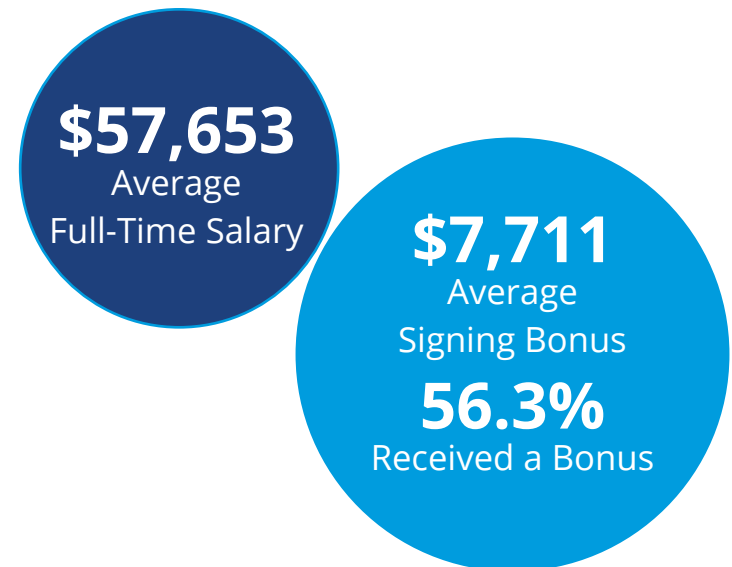 $57,653
Average
Full-Time Salary
$7,711
Average
Signing Bonus
56.3%
Received a Bonus